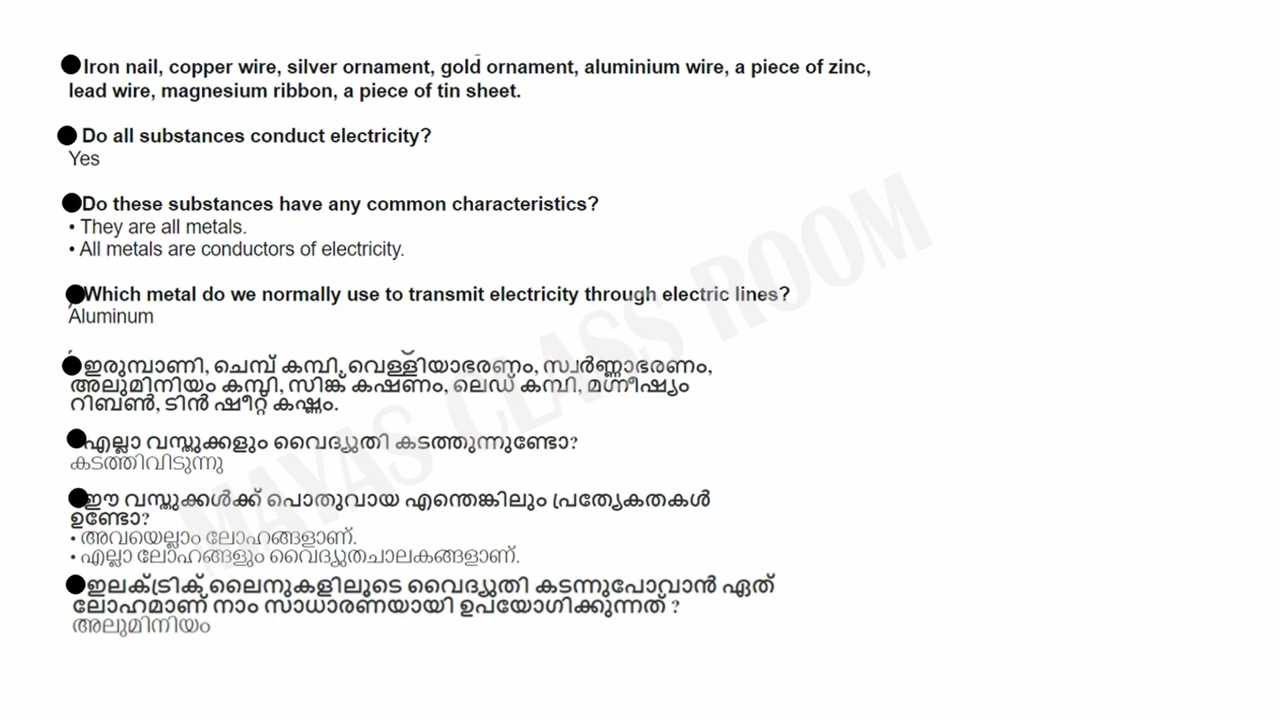 ●Iron nail, copper wire, silver ornament, gold ornament, aluminium wire, a piece of zinc,
lead wire, magnesium ribbon, a piece of tin sheet.
● Do all substances conduct electricity?
Yes
●Do these substances have any common characteristics?
• They are all metals.
• All metals are conductors of electricity.
●Which metal do we normally use to transmit electricity through electric lines?
Aluminum
●ഇരുമ്പാണി, ചെമ്പ് കമ്പി, വെള്ളിയാഭരണം, സ്വർണ്ണാഭരണം,
അലുമിനിയം കമ്പി, സിങ്ക് കഷണം, ലെഡ് കമ്പി, മഗ്നീഷ്യം
റിബൺ, ടിൻ ഷീറ്റ് കഷ്ണം.
●എല്ലാ വസ്തുക്കളും വൈദ്യുതി കടത്തുന്നുണ്ടോ?
കടത്തിവിടുന്നു
●ഈ വസ്തുക്കൾക്ക് പൊതുവായ എന്തെങ്കിലും പ്രത്യേകതകൾ
ഉണ്ടോ?
• അവയെല്ലാം ലോഹങ്ങളാണ്.
• എല്ലാ ലോഹങ്ങളും വൈദ്യുതചാലകങ്ങളാണ്.
●ഇലക്ട്രിക് ലൈനുകളിലൂടെ വൈദ്യുതി കടന്നുപോവാൻ ഏത്
ലോഹമാണ് നാം സാധാരണയായി ഉപയോഗിക്കുന്നത് ?
അലുമിനിയം
MAYAS CLASS ROOM